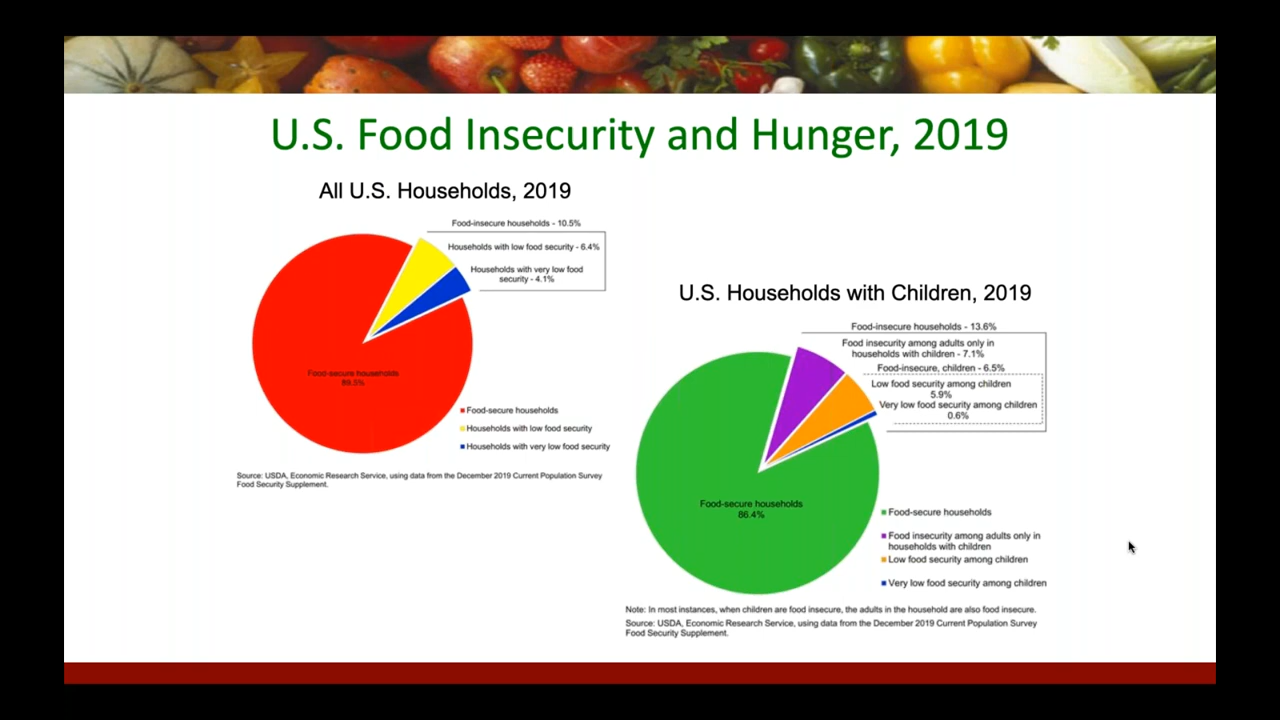 U.S. Food Insecurity and Hunger, 2019
All U.S. Households, 2019
Food-insecure households - 10.5%
Households with low food security - 6.4%
Households with very low food
security - 4.1%
Food-secure households
89.5%
Food-secure households
Households with low food security
Households with very low food security
Source: USDA, Economic Research Service, using data from the December 2019 Current Population Survey
Food Security Supplement.
U.S. Households with Children, 2019
Food-insecure households - 13.6%
Food insecurity among adults only in
households with children - 7.1%
Food-insecure, children - 6.5%
Low food security among children
5.9%
Very low food security among children
0.6%
Food-secure households
86.4%
Food-secure households
Food insecurity among adults only in
households with children
Low food security among children
Very low food security among children
Note: In most instances, when children are food insecure, the adults in the household are also food insecure.
Source: USDA, Economic Research Service, using data from the December 2019 Current Population Survey
Food Security Supplement.